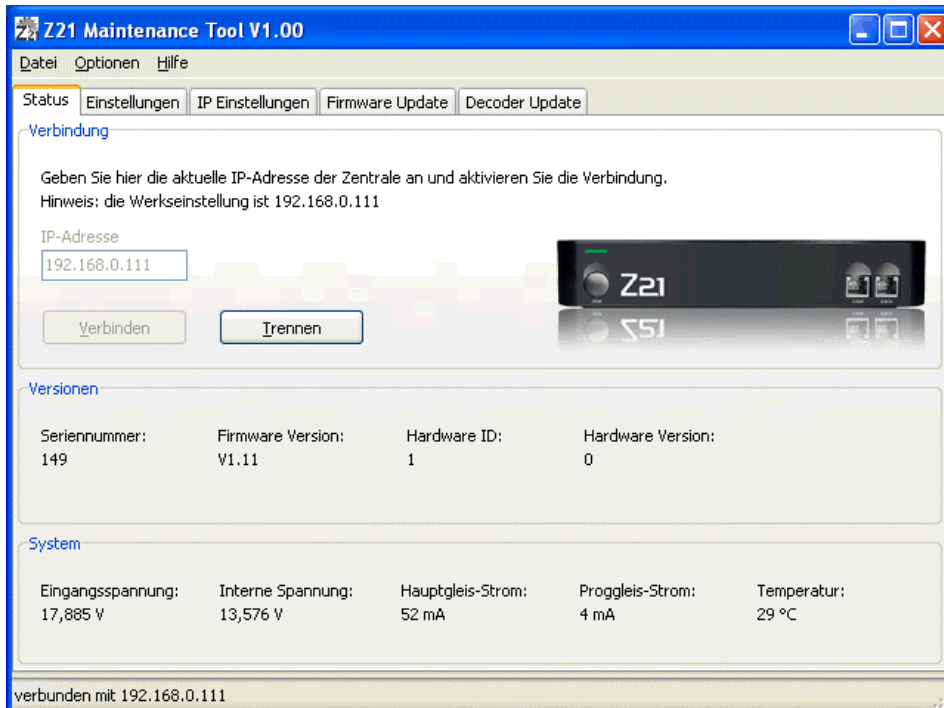 Z21 Maintenance Tool V1.00
Datei Optionen Hilfe
Status Einstellungen IP Einstellungen Firmware Update Decoder Update
Verbindung
Geben Sie hier die aktuelle IP-Adresse der Zentrale an und aktivieren Sie die Verbindung.
Hinweis: die Werkseinstellung ist 192.168.0.111
IP-Adresse
192.168.0.111
Z21
Verbinden Trennen
Versionen
Seriennummer: Firmware Version: Hardware ID: Hardware Version:
149 V1.11 1 0
System
Eingangsspannung: Interne Spannung: Hauptgleis-Strom: Proggleis-Strom: Temperatur:
17,885 V 13,576 V 52 mA 4 mA 29 °C
verbunden mit 192.168.0.111